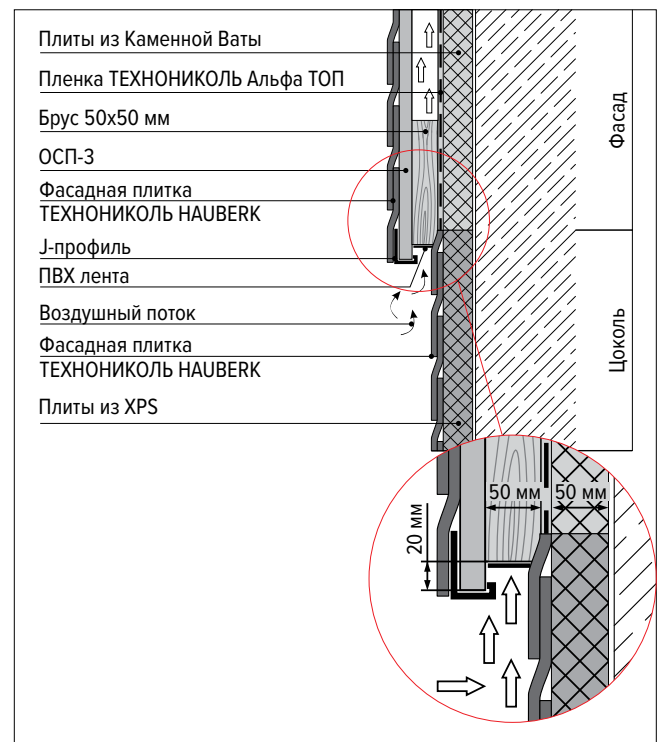 Плиты из Каменной Ваты
Пленка ТЕХНОНИКОЛЬ Альфа ТОП
Брус 50х50 мм
ОСП-3
Фасадная плитка
ТЕХНОНИКОЛЬ HAUBERK
J-профиль
ПВХ лента
Воздушный поток
Фасадная плитка
ТЕХНОНИКОЛЬ HAUBERK
Плиты из XPS
Фасад
Цоколь
50 мм
50 мм
20 мм